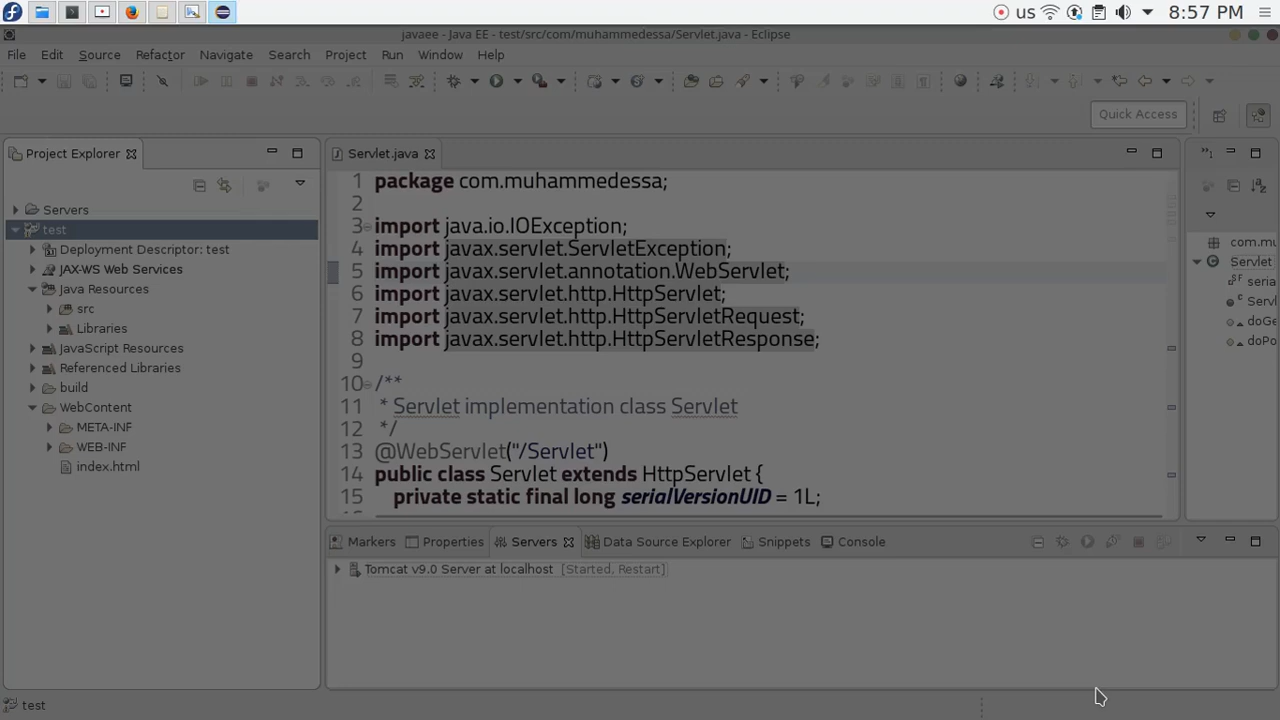 us
8:57 PM
javaee - Java EE - test/src/com/muhammedessa/Servlet.java - Eclipse
File Edit Source Refactor Navigate Search Project Run Window Help
Quick Access
Project Explorer
Servers
test
Deployment Descriptor: test
JAX-WS Web Services
Java Resources
src
Libraries
JavaScript Resources
Referenced Libraries
build
WebContent
META-INF
WEB-INF
index.html
Servlet.java
1 package com.muhammedessa;
2
3 import java.io.IOException;
4 import javax.servlet.ServletException;
5 import javax.servlet.annotation.WebServlet;
6 import javax.servlet.http.HttpServlet;
7 import javax.servlet.http.HttpServletRequest;
8 import javax.servlet.http.HttpServletResponse;
9
10 /**
11 * Servlet implementation class Servlet
12 */
13 @WebServlet("/Servlet")
14 public class Servlet extends HttpServlet {
15 private static final long serialVersionUID = 1L;
com.mu
Servlet
seria
Servl
doGe
doPo
Markers Properties Servers Data Source Explorer Snippets Console
Tomcat v9.0 Server at localhost [Started, Restart]
test